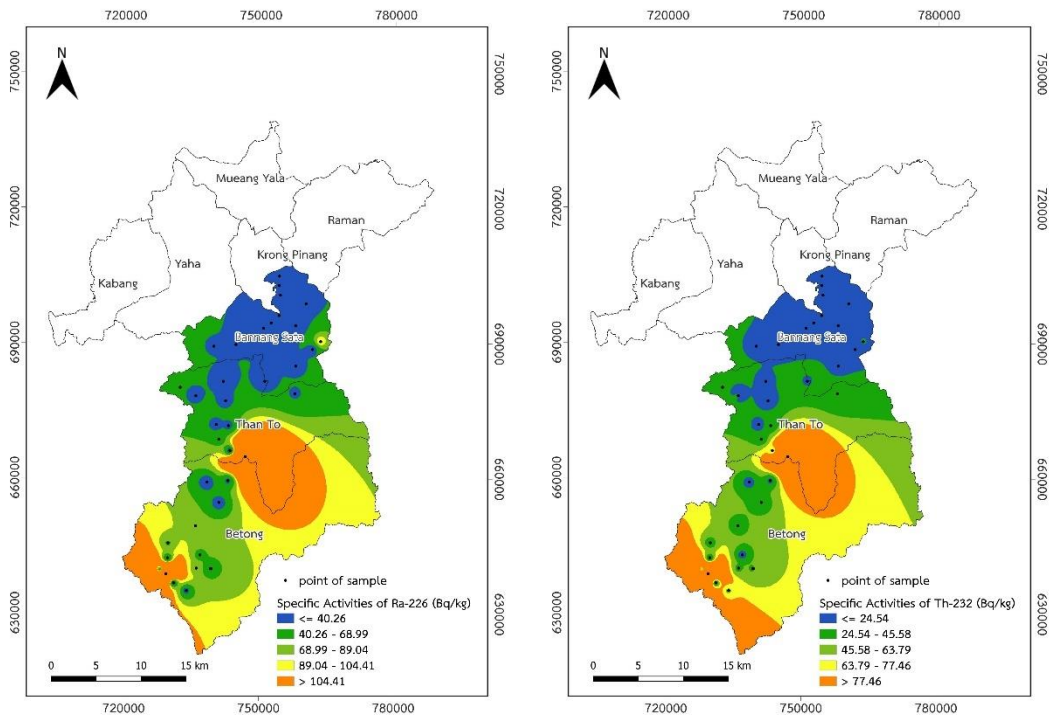 720000 750000 780000
N
750000
750000
Mueang Yala
720000
720000
Raman
Krong Pinang
Yaha
Kabang
690000
690000
Bannang Sata
Than To
660000
660000
Betong
point of sample
Specific Activities of Ra-226 (Bq/kg)
<= 40.26
40.26 - 68.99
68.99 - 89.04
89.04 - 104.41
> 104.41
630000
630000
0 5 10 15 km
720000 750000 780000
720000 750000 780000
N
750000
750000
Mueang Yala
720000
720000
Raman
Krong Pinang
Yaha
Kabang
690000
690000
Bannang Sata
Than To
660000
660000
Betong
point of sample
Specific Activities of Th-232 (Bq/kg)
<= 24.54
24.54 - 45.58
45.58 - 63.79
63.79 - 77.46
> 77.46
630000
630000
0 5 10 15 km
720000 750000 780000